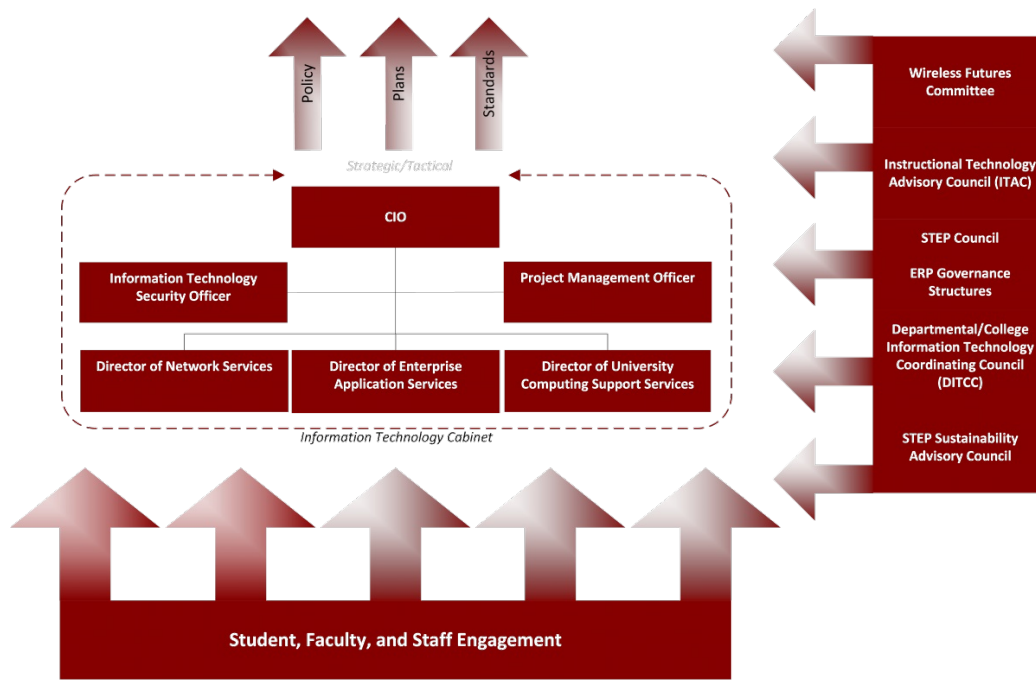 Policy
Plans
Standards
Strategic/Tactical
CIO
Information Technology
Security Officer
Project Management Officer
Director of Network Services
Director of Enterprise
Application Services
Director of University
Computing Support Services
Information Technology Cabinet
Wireless Futures
Committee
Instructional Technology
Advisory Council (ITAC)
STEP Council
ERP Governance
Structures
Departmental/College
Information Technology
Coordinating Council
(DITCC)
STEP Sustainability
Advisory Council
Student, Faculty, and Staff Engagement